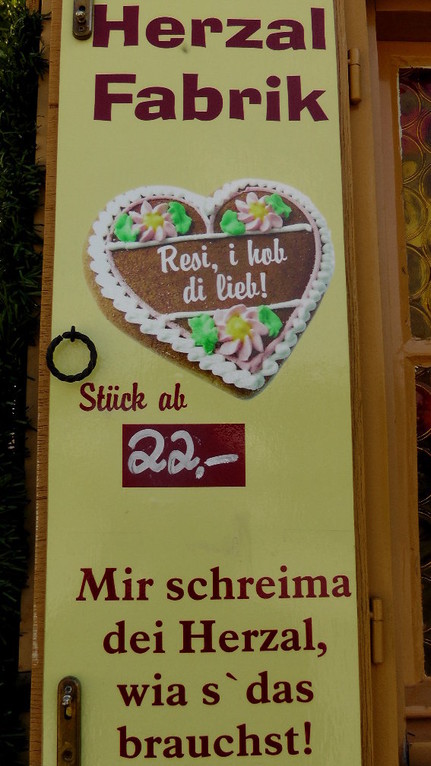 Herzal
Fabrik
Resi, i hob
di lieb!
Stück ab
22,-
Mir schreima
dei Herzal,
wia s`das
brauchst!